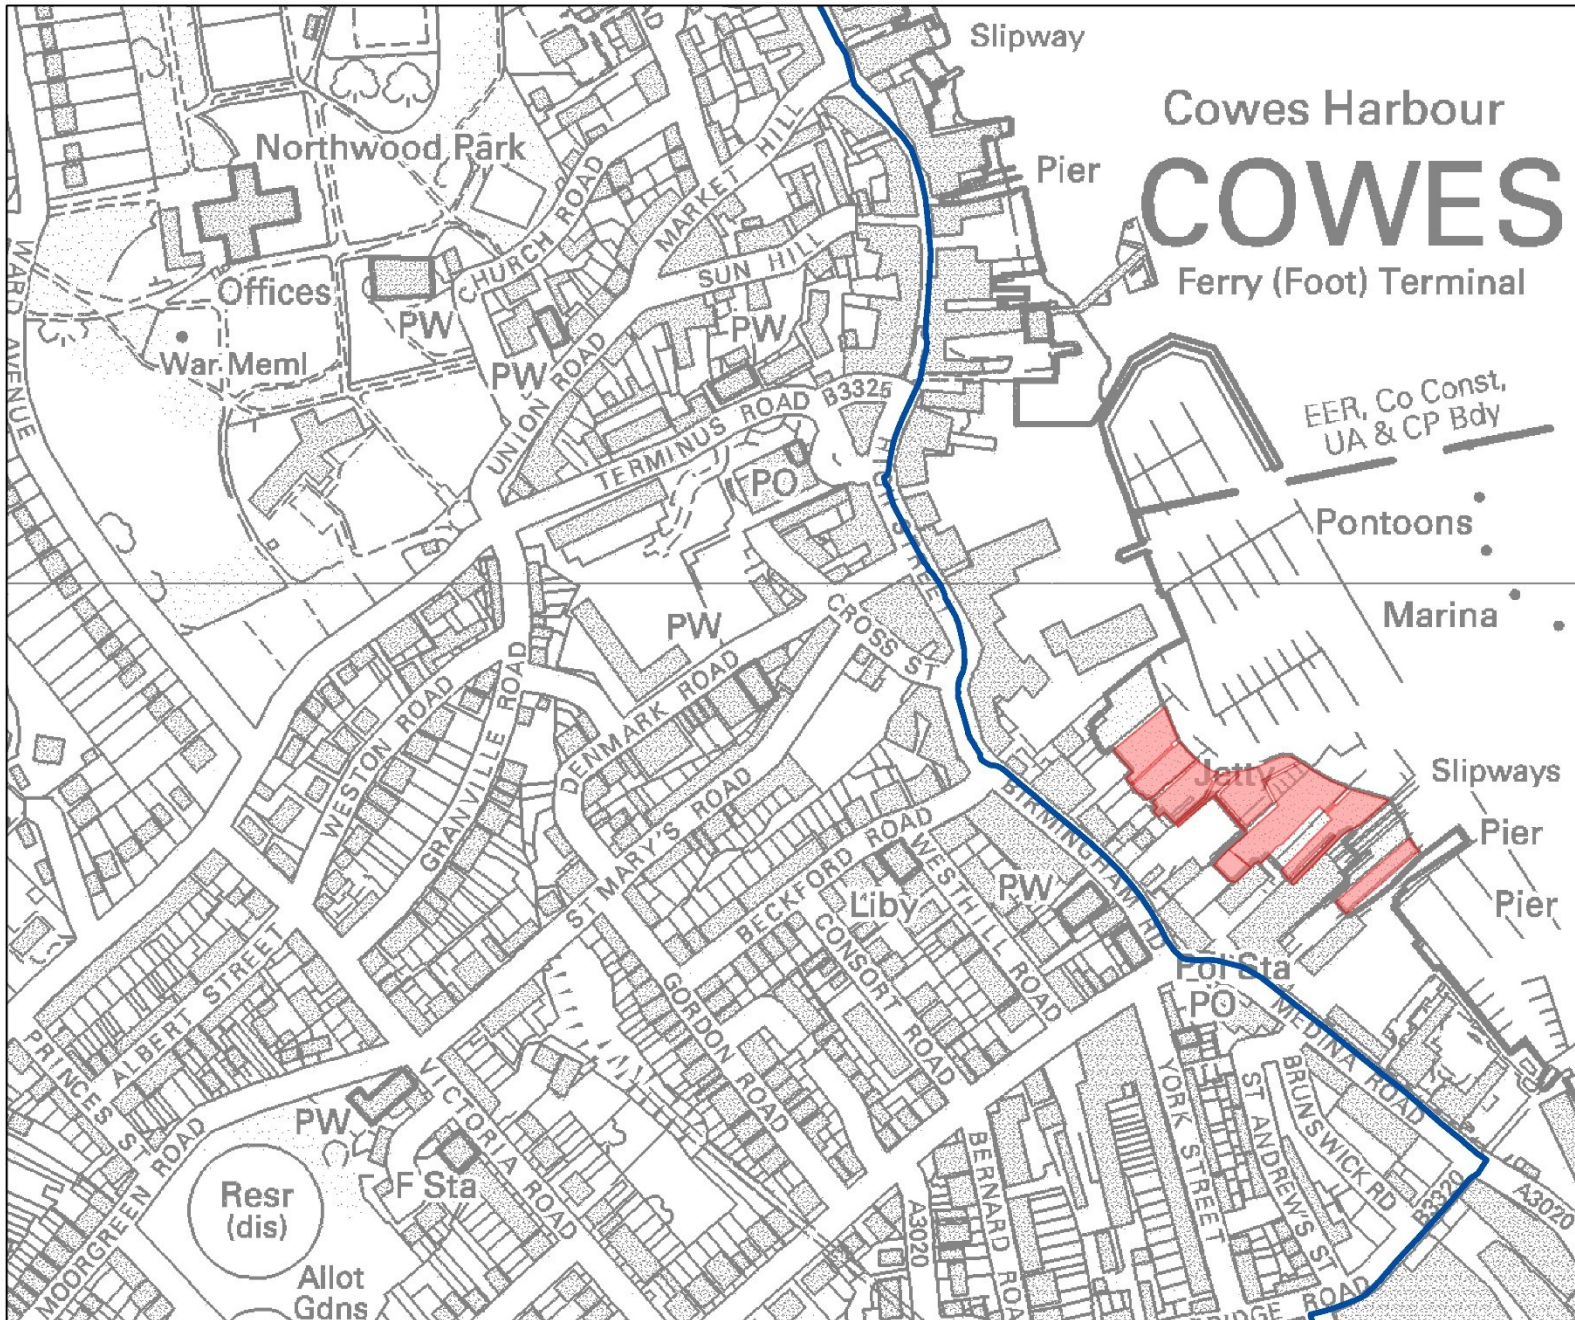 Slipway
Cowes Harbour
COWES
Ferry (Foot) Terminal
Pier
Northwood Park
CHURCH ROAD
MARKET HILL
SUN HILL
WARD AVENUE
Offices
PW
PW
PW
War Meml
UNION ROAD
TERMINUS ROAD B3325
HIGH STREET
EER, Co Const,
UA & CP Bdy
PO
Pontoons
PW
CROSS ST
Marina
WESTON ROAD
GRANVILLE ROAD
DENMARK ROAD
ST MARY'S ROAD
Jetty
Slipways
Pier
Pier
BIRMINGHAM RD
BECKFORD ROAD
WESTHILL ROAD
Liby
PW
CONSORT ROAD
GORDON ROAD
Pol Sta
PO
MEDINA ROAD
ALBERT STREET
PRINCES ST
VICTORIA ROAD
MOORGREEN ROAD
PW
F Sta
Resr
(dis)
Allot
Gdns
A3020
BERNARD ROAD
YORK STREET
ST ANDREW'S ST
BRUNSWICK RD
B3320
A3020
BRIDGE ROAD